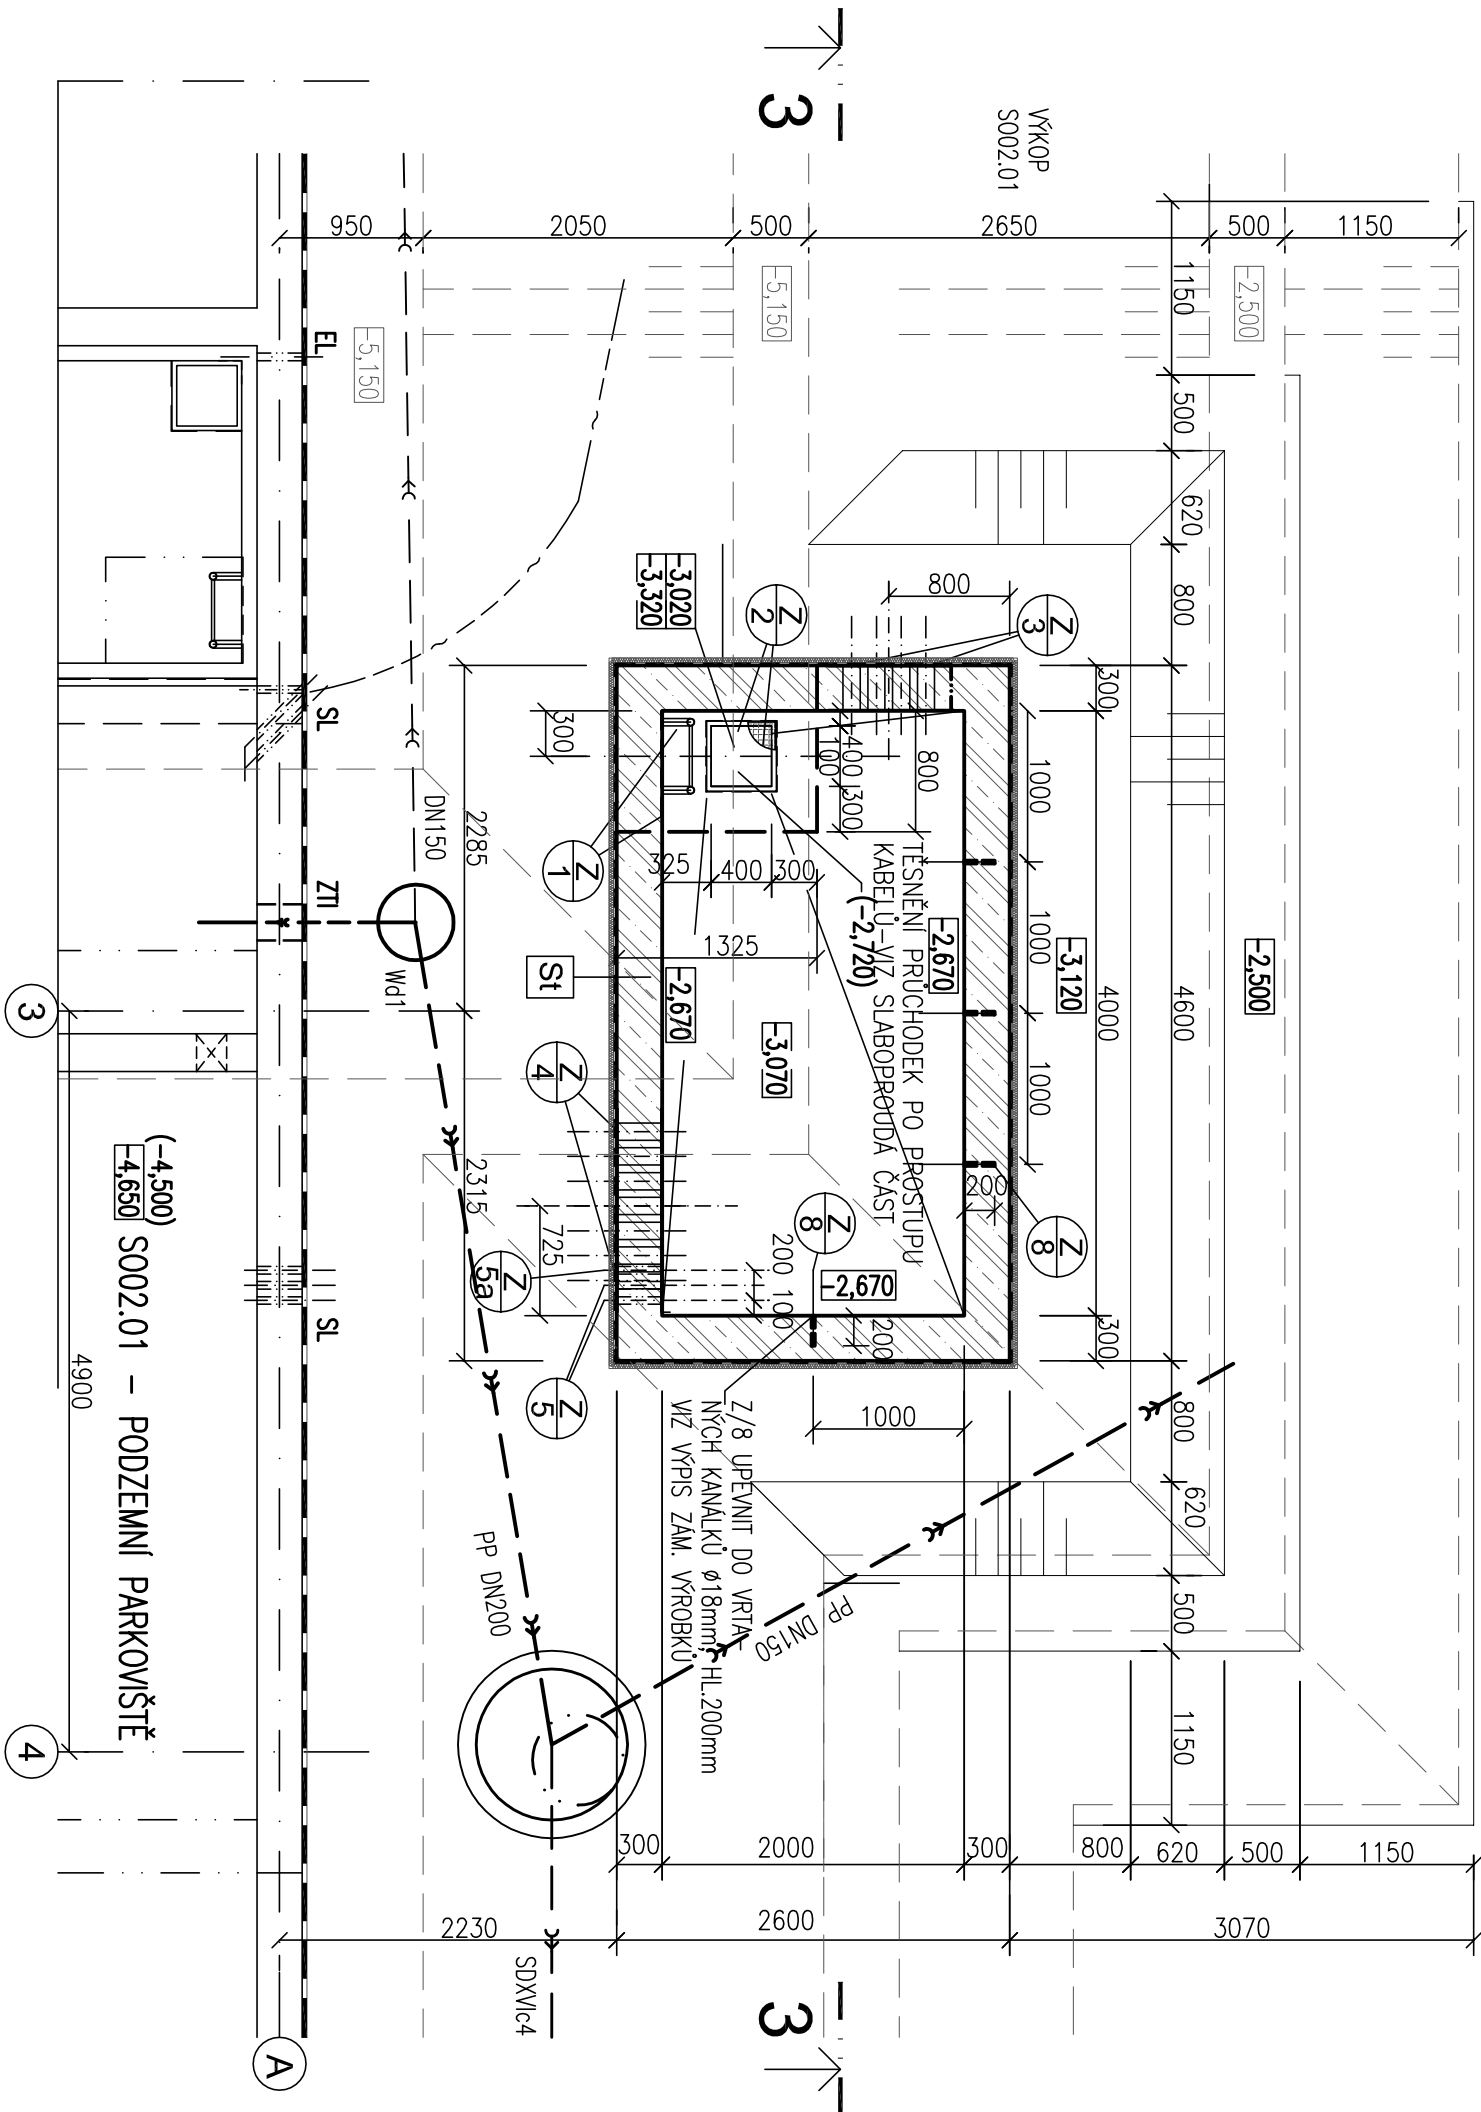 3
VÝKOP
SO02.01
950
2050
500
2650
500
1150
-5,150
-5,150
-2,500
1150
500
620
800
4600
800
620
500
1150
EL
SL
ZTI
SL
-3,020
-3,320
Z
2
800
Z
3
300
4000
300
1000
1000
1000
300
400
100
300
800
325
400
300
1325
Z
1
TĚSNĚNÍ PRŮCHODEK PO PROSTUPU
KABELŮ-VIZ SLABOPROUDÁ ČÁST
(-2,720)
-2,670
-3,120
-2,500
-2,670
-3,070
-2,670
St
Z
4
Z
5a
Z
5
Z
8
Z
8
200
200
100
200
725
1000
2285
2315
DN150
Wd1
Z/8 UPEVNIT DO VRTA-
NÝCH KANÁLKŮ ø18mm, HL.200mm
VIZ VÝPIS ZÁM. VÝROBKŮ
PP DN150
PP DN200
SDXVIc4
(-4,500)
-4,650
SO02.01 - PODZEMNÍ PARKOVIŠTĚ
4900
3
4
A
300
2000
300
800
620
500
1150
2230
2600
3070
3